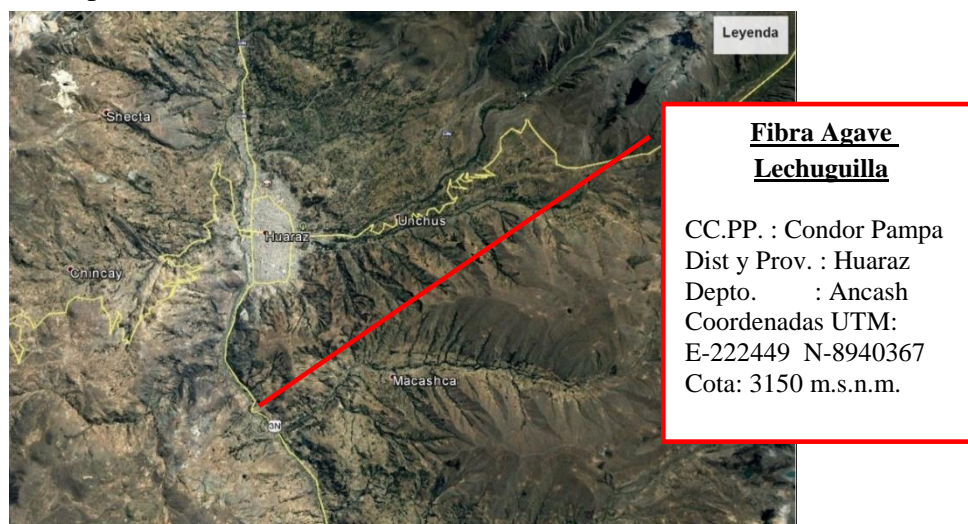 Leyenda
Shecta
Unchus
Huaraz
Chincay
Macashca
3N
Fibra Agave
Lechuguilla
CC.PP. : Condor Pampa
Dist y Prov. : Huaraz
Depto. : Ancash
Coordenadas UTM:
E-222449 N-8940367
Cota: 3150 m.s.n.m.